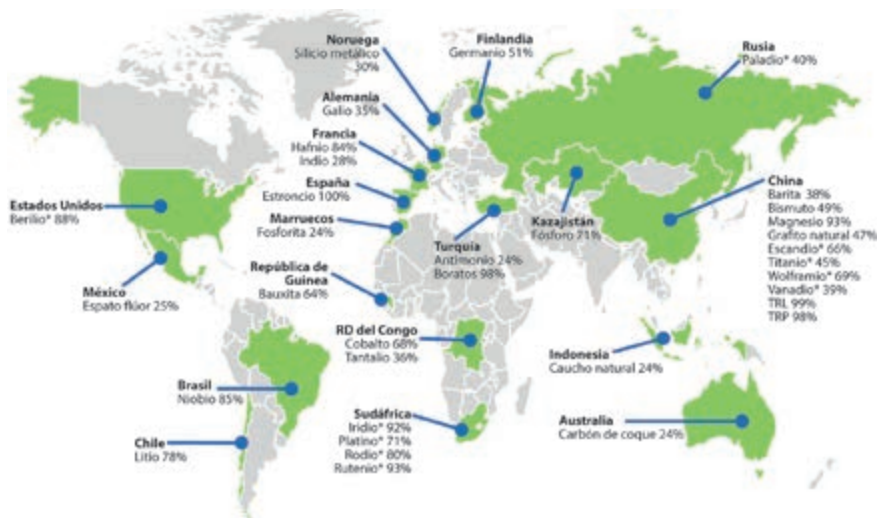 Noruega
Silicio metálico
30%
Finlandia
Germanio 51%
Rusia
Paladio* 40%
Alemania
Galio 35%
Francia
Hafnio 84%
Indio 28%
España
Estroncio 100%
Marruecos
Fosforita 24%
Estados Unidos
Berilio* 88%
México
Espato flúor 25%
República de
Guinea
Bauxita 64%
Turquía
Antimonio 24%
Boratos 98%
Kazajistán
Fósforo 71%
China
Barita 38%
Bismuto 49%
Magnesio 93%
Grafito natural 47%
Escandio* 66%
Titanio* 45%
Wolframio* 69%
Vanadio* 39%
TRL 99%
TRP 98%
RD del Congo
Cobalto 68%
Tantalio 36%
Indonesia
Caucho natural 24%
Brasil
Niobio 85%
Chile
Litio 78%
Sudáfrica
Iridio* 92%
Platino* 71%
Rodio* 80%
Rutenio* 93%
Australia
Carbón de coque 24%